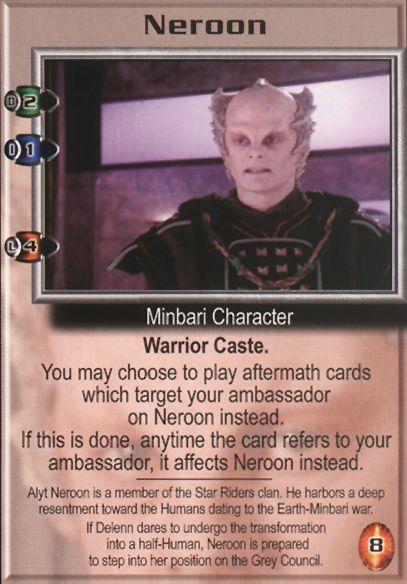 Neroon
D 2
I 1
L 4
Minbari Character
Warrior Caste.
You may choose to play aftermath cards
which target your ambassador
on Neroon instead.
If this is done, anytime the card refers to your
ambassador, it affects Neroon instead.
Alyt Neroon is a member of the Star Riders clan. He harbors a deep
resentment toward the Humans dating to the Earth-Minbari war.
If Delenn dares to undergo the transformation
into a half-Human, Neroon is prepared
to step into her position on the Grey Council.
8